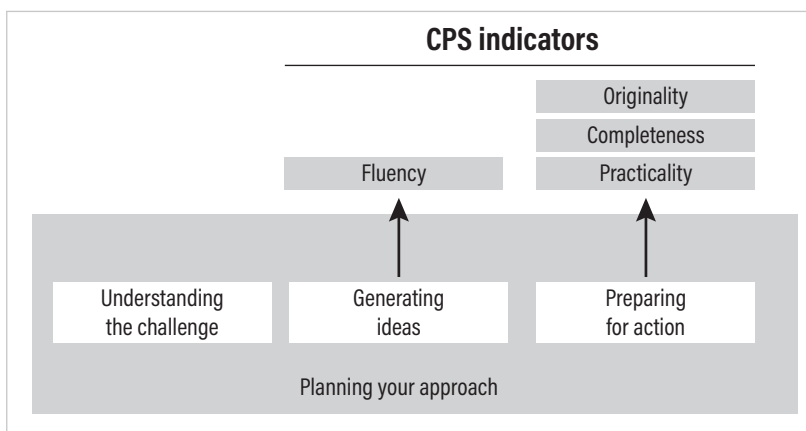 CPS indicators
Originality
Completeness
Fluency
Practicality
Understanding
the challenge
Generating
ideas
Preparing
for action
Planning your approach